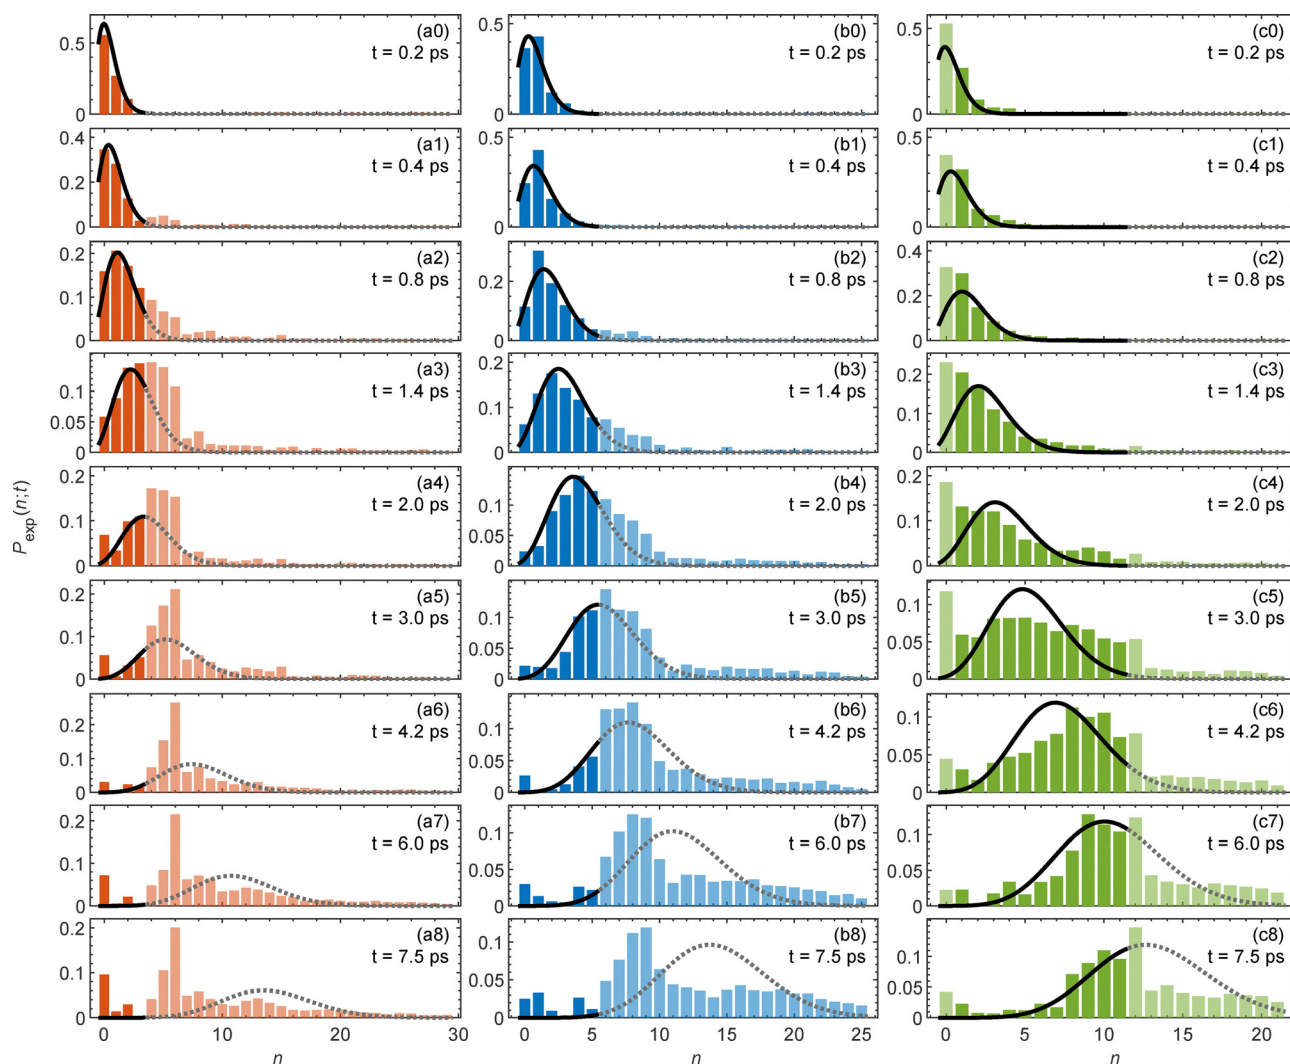 (a0)
t = 0.2 ps
0.5
0
(b0)
t = 0.2 ps
0.5
0
(c0)
t = 0.2 ps
0.5
0
(a1)
t = 0.4 ps
0.4
0.2
0
(b1)
t = 0.4 ps
0.5
0
(c1)
t = 0.4 ps
0.5
0
(a2)
t = 0.8 ps
0.2
0.1
0
(b2)
t = 0.8 ps
0.2
0
(c2)
t = 0.8 ps
0.4
0.2
0
(a3)
t = 1.4 ps
0.1
0.05
0
(b3)
t = 1.4 ps
0.2
0.1
0
(c3)
t = 1.4 ps
0.2
0.1
0
(a4)
t = 2.0 ps
0.2
0.1
0
(b4)
t = 2.0 ps
0.1
0.05
0
(c4)
t = 2.0 ps
0.2
0.1
0
P_exp(n;t)
(a5)
t = 3.0 ps
0.2
0.1
0
(b5)
t = 3.0 ps
0.1
0.05
0
(c5)
t = 3.0 ps
0.1
0.05
0
(a6)
t = 4.2 ps
0.2
0.1
0
(b6)
t = 4.2 ps
0.1
0.05
0
(c6)
t = 4.2 ps
0.1
0.05
0
(a7)
t = 6.0 ps
0.2
0.1
0
(b7)
t = 6.0 ps
0.1
0.05
0
(c7)
t = 6.0 ps
0.1
0.05
0
(a8)
t = 7.5 ps
0.2
0.1
0
(b8)
t = 7.5 ps
0.1
0.05
0
(c8)
t = 7.5 ps
0.1
0.05
0
0 10 20 30
n
0 5 10 15 20 25
n
0 5 10 15 20
n